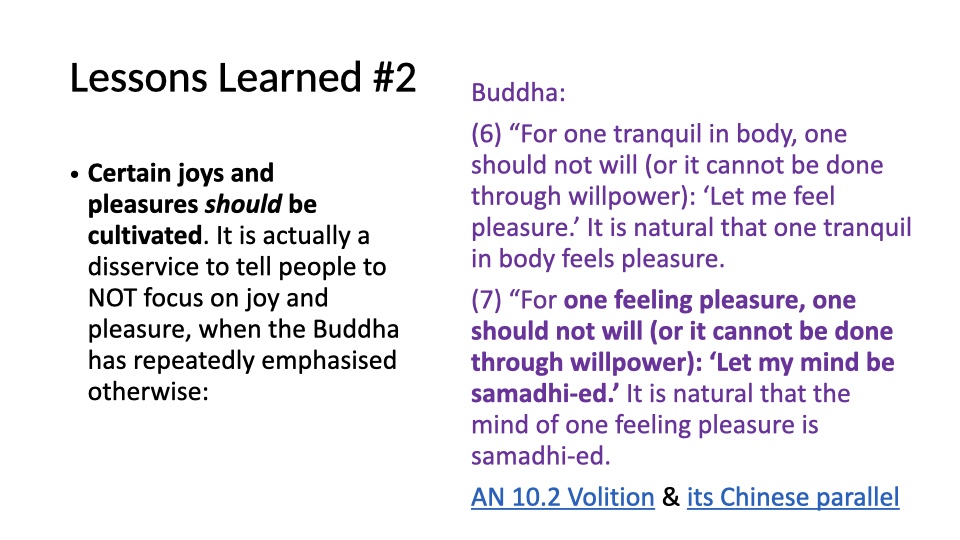 Lessons Learned #2
• Certain joys and
pleasures should be
cultivated. It is actually a
disservice to tell people to
NOT focus on joy and
pleasure, when the Buddha
has repeatedly emphasised
otherwise:
Buddha:
(6) “For one tranquil in body, one
should not will (or it cannot be done
through willpower): ‘Let me feel
pleasure.’ It is natural that one tranquil
in body feels pleasure.
(7) “For one feeling pleasure, one
should not will (or it cannot be done
through willpower): ‘Let my mind be
samadhi-ed.’ It is natural that the
mind of one feeling pleasure is
samadhi-ed.
AN 10.2 Volition & its Chinese parallel